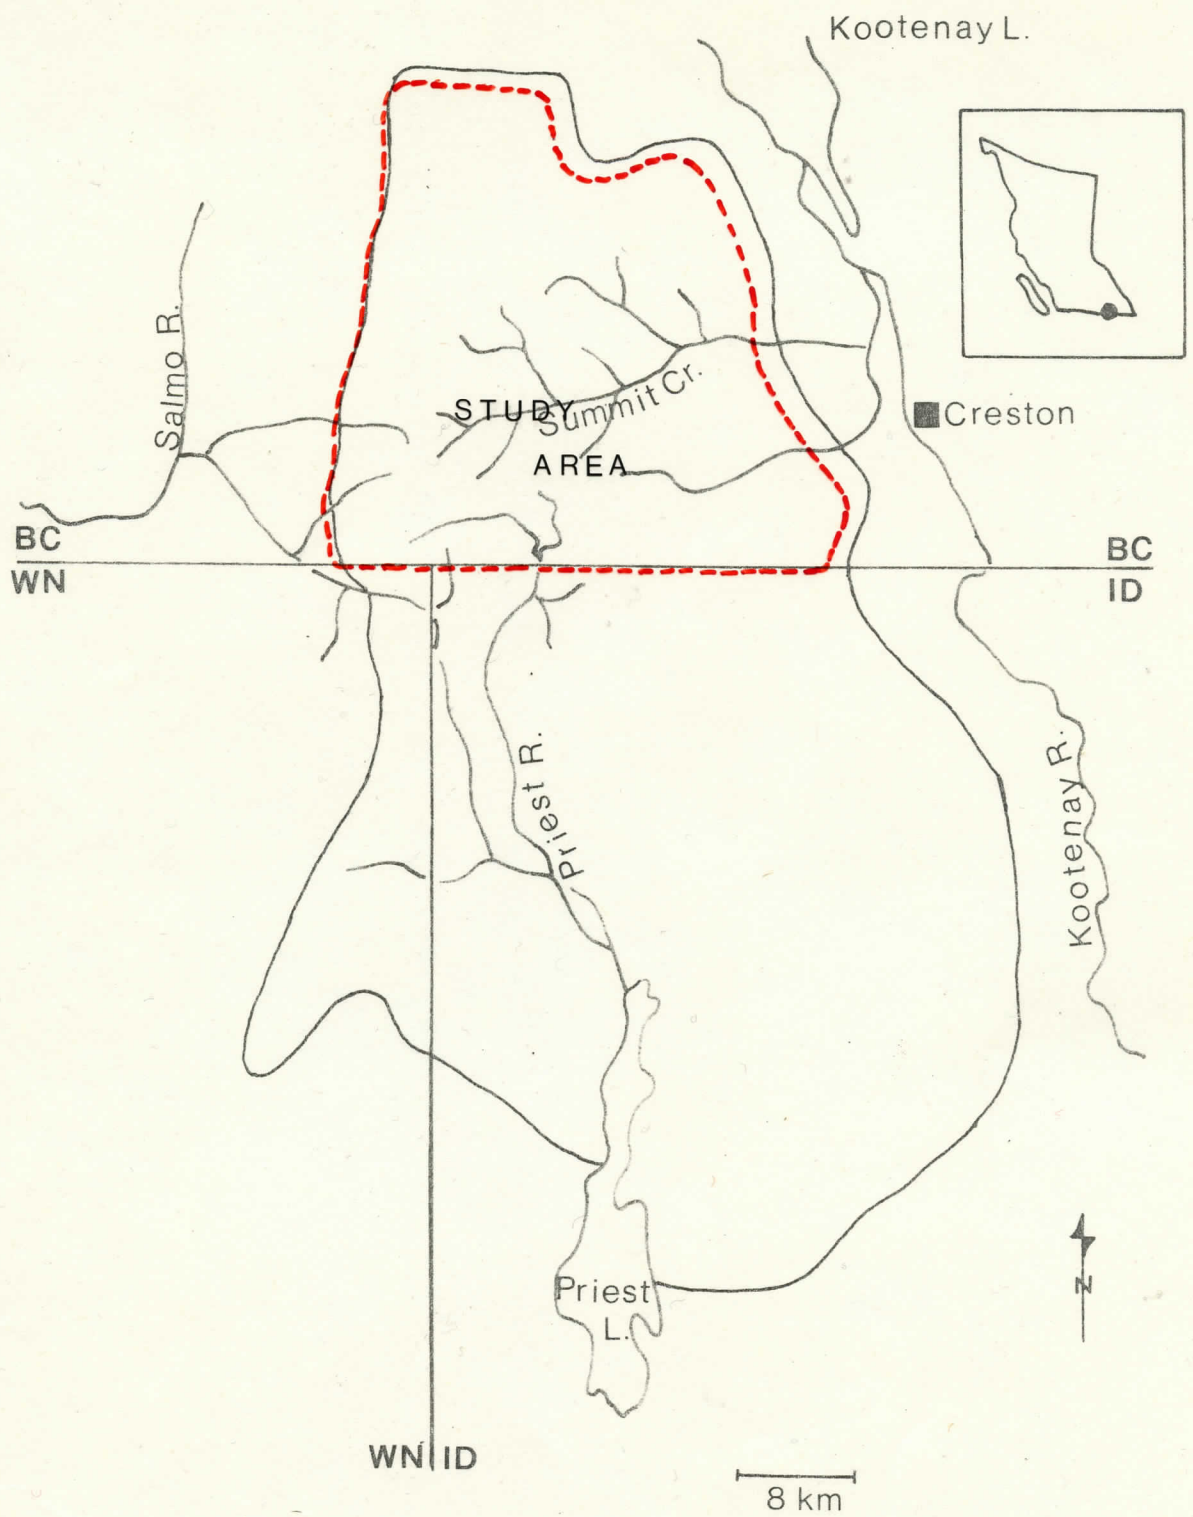 Kootenay L.
Salmo R.
Summit Cr.
STUDY
AREA
Creston
BC
WN
BC
ID
Priest R.
Kootenay R.
Priest
L.
N
WN
ID
8 km